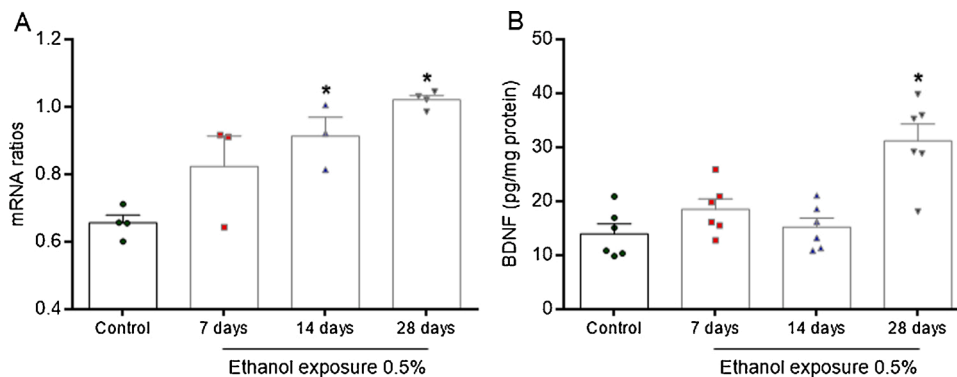 A
mRNA ratios
1.2
1.0
0.8
0.6
0.4
*
*
Control
7 days
14 days
28 days
Ethanol exposure 0.5%
B
BDNF (pg/mg protein)
50
40
30
20
10
0
*
Control
7 days
14 days
28 days
Ethanol exposure 0.5%